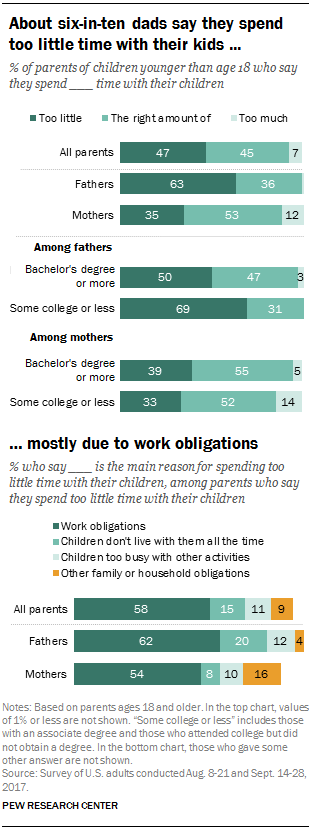 About six-in-ten dads say they spend
too little time with their kids ...
% of parents of children younger than age 18 who say
they spend ___ time with their children
Too little The right amount of Too much
All parents 47 45 7
Fathers 63 36
Mothers 35 53 12
Among fathers
Bachelor's degree
or more 50 47 3
Some college or less 69 31
Among mothers
Bachelor's degree
or more 39 55 5
Some college or less 33 52 14
... mostly due to work obligations
% who say ___ is the main reason for spending too
little time with their children, among parents who say
they spend too little time with their children
Work obligations
Children don't live with them all the time
Children too busy with other activities
Other family or household obligations
All parents 58 15 11 9
Fathers 62 20 12 4
Mothers 54 8 10 16
Notes: Based on parents ages 18 and older. In the top chart, values
of 1% or less are not shown. “Some college or less” includes those
with an associate degree and those who attended college but did
not obtain a degree. In the bottom chart, those who gave some
other answer are not shown.
Source: Survey of U.S. adults conducted Aug. 8-21 and Sept. 14-28,
2017.
PEW RESEARCH CENTER